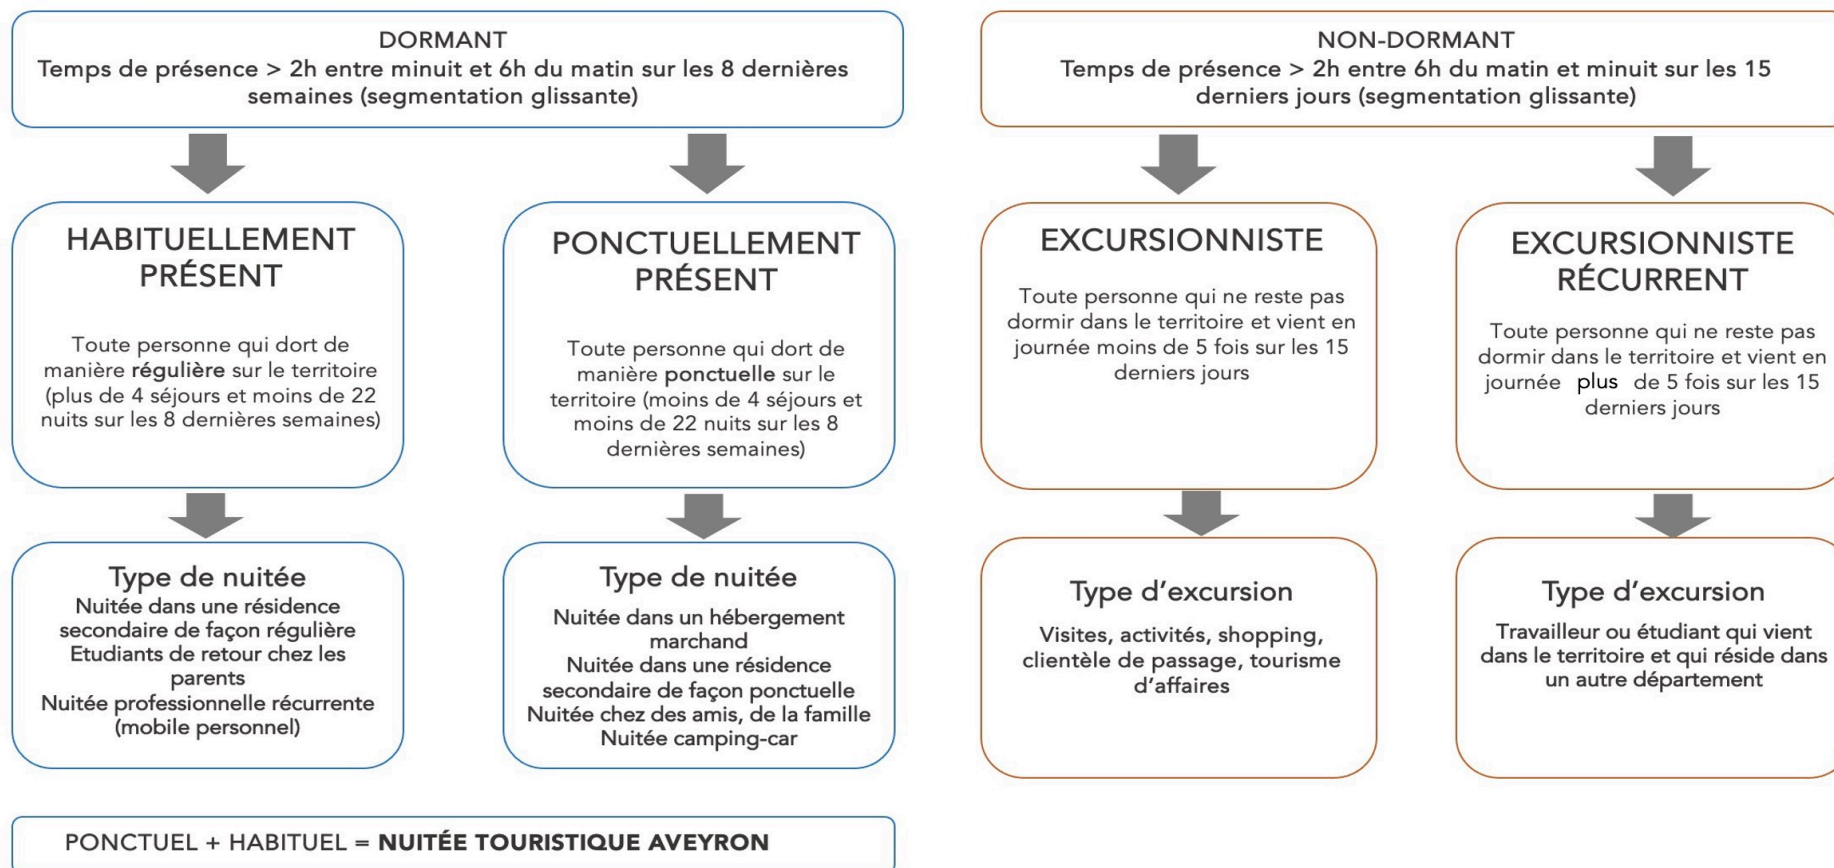 DORMANT
Temps de présence > 2h entre minuit et 6h du matin sur les 8 dernières
semaines (segmentation glissante)
HABITUELLEMENT
PRÉSENT
Toute personne qui dort de
manière régulière sur le territoire
(plus de 4 séjours et moins de 22
nuits sur les 8 dernières semaines)
Type de nuitée
Nuitée dans une résidence
secondaire de façon régulière
Etudiants de retour chez les
parents
Nuitée professionnelle récurrente
(mobile personnel)
PONCTUELLEMENT
PRÉSENT
Toute personne qui dort de
manière ponctuelle sur le
territoire (moins de 4 séjours et
moins de 22 nuits sur les 8
dernières semaines)
Type de nuitée
Nuitée dans un hébergement
marchand
Nuitée dans une résidence
secondaire de façon ponctuelle
Nuitée chez des amis, de la famille
Nuitée camping-car
PONCTUEL + HABITUEL = NUITÉE TOURISTIQUE AVEYRON
NON-DORMANT
Temps de présence > 2h entre 6h du matin et minuit sur les 15
derniers jours (segmentation glissante)
EXCURSIONNISTE
Toute personne qui ne reste pas
dormir dans le territoire et vient en
journée moins de 5 fois sur les 15
derniers jours
Type d’excursion
Visites, activités, shopping,
clientèle de passage, tourisme
d’affaires
EXCURSIONNISTE
RÉCURRENT
Toute personne qui ne reste pas
dormir dans le territoire et vient en
journée plus de 5 fois sur les 15
derniers jours
Type d’excursion
Travailleur ou étudiant qui vient
dans le territoire et qui réside dans
un autre département